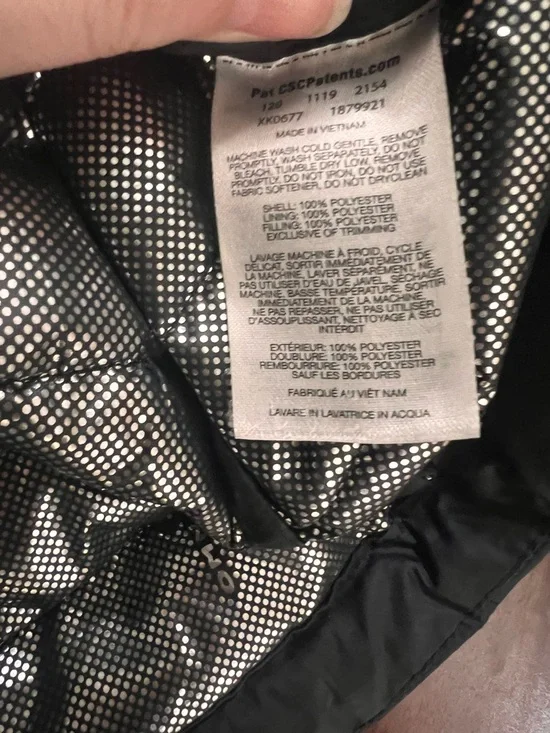 Pat CSCPatents.com
120 1119 2154
XK0677 1879921
MADE IN VIETNAM
MACHINE WASH COLD GENTLE, REMOVE
PROMPTLY, WASH SEPARATELY, DO NOT
BLEACH, TUMBLE DRY LOW, REMOVE
PROMPTLY, DO NOT IRON, DO NOT USE
FABRIC SOFTENER, DO NOT DRYCLEAN
SHELL: 100% POLYESTER
LINING: 100% POLYESTER
FILLING: 100% POLYESTER
EXCLUSIVE OF TRIMMING
LAVAGE MACHINE À FROID, CYCLE
DÉLICAT, SORTIR IMMÉDIATEMENT DE
LA MACHINE, LAVER SÉPAREMENT, NE
PAS UTILISER D'EAU DE JAVEL, SÉCHAGE
MACHINE, BASSE TEMPÉRATURE, SORTIR
IMMÉDIATEMENT DE LA MACHINE,
NE PAS REPASSER, NE PAS UTILISER
D'ASSOUPLISSANT, NETTOYAGE À SEC
INTERDIT
EXTÉRIEUR: 100% POLYESTER
DOUBLURE: 100% POLYESTER
REMBOURRURE: 100% POLYESTER
SAUF LES BORDURES
FABRIQUÉ AU VIÊT NAM
LAVARE IN LAVATRICE IN ACQUA